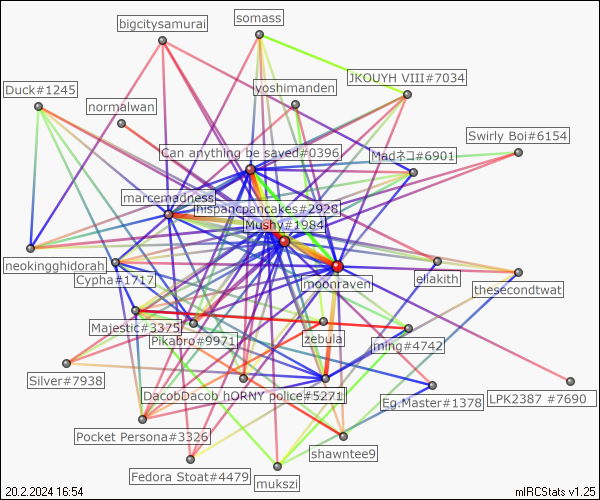 somass
bigcitysamurai
JKOUYH VIII#7034
Duck#1245
yoshimanden
normalwan
Swirly Boi#6154
Can anything be saved#0396
Madネコ#6901
marcemadness
hispancpancakes#2928
Mushy#1984
neokingghidorah
Cypha#1717
moonraven
eliakith
thesecondtwat
Majestic#3375
Pikabro#9971
zebula
jming#4742
Silver#7938
DacobDacob hORNY police#5271
Eg.Master#1378
LPK2387 #7690
Pocket Persona#3326
shawntee9
Fedora Stoat#4479
mukszi
20.2.2024 16:54
mIRCStats v1.25